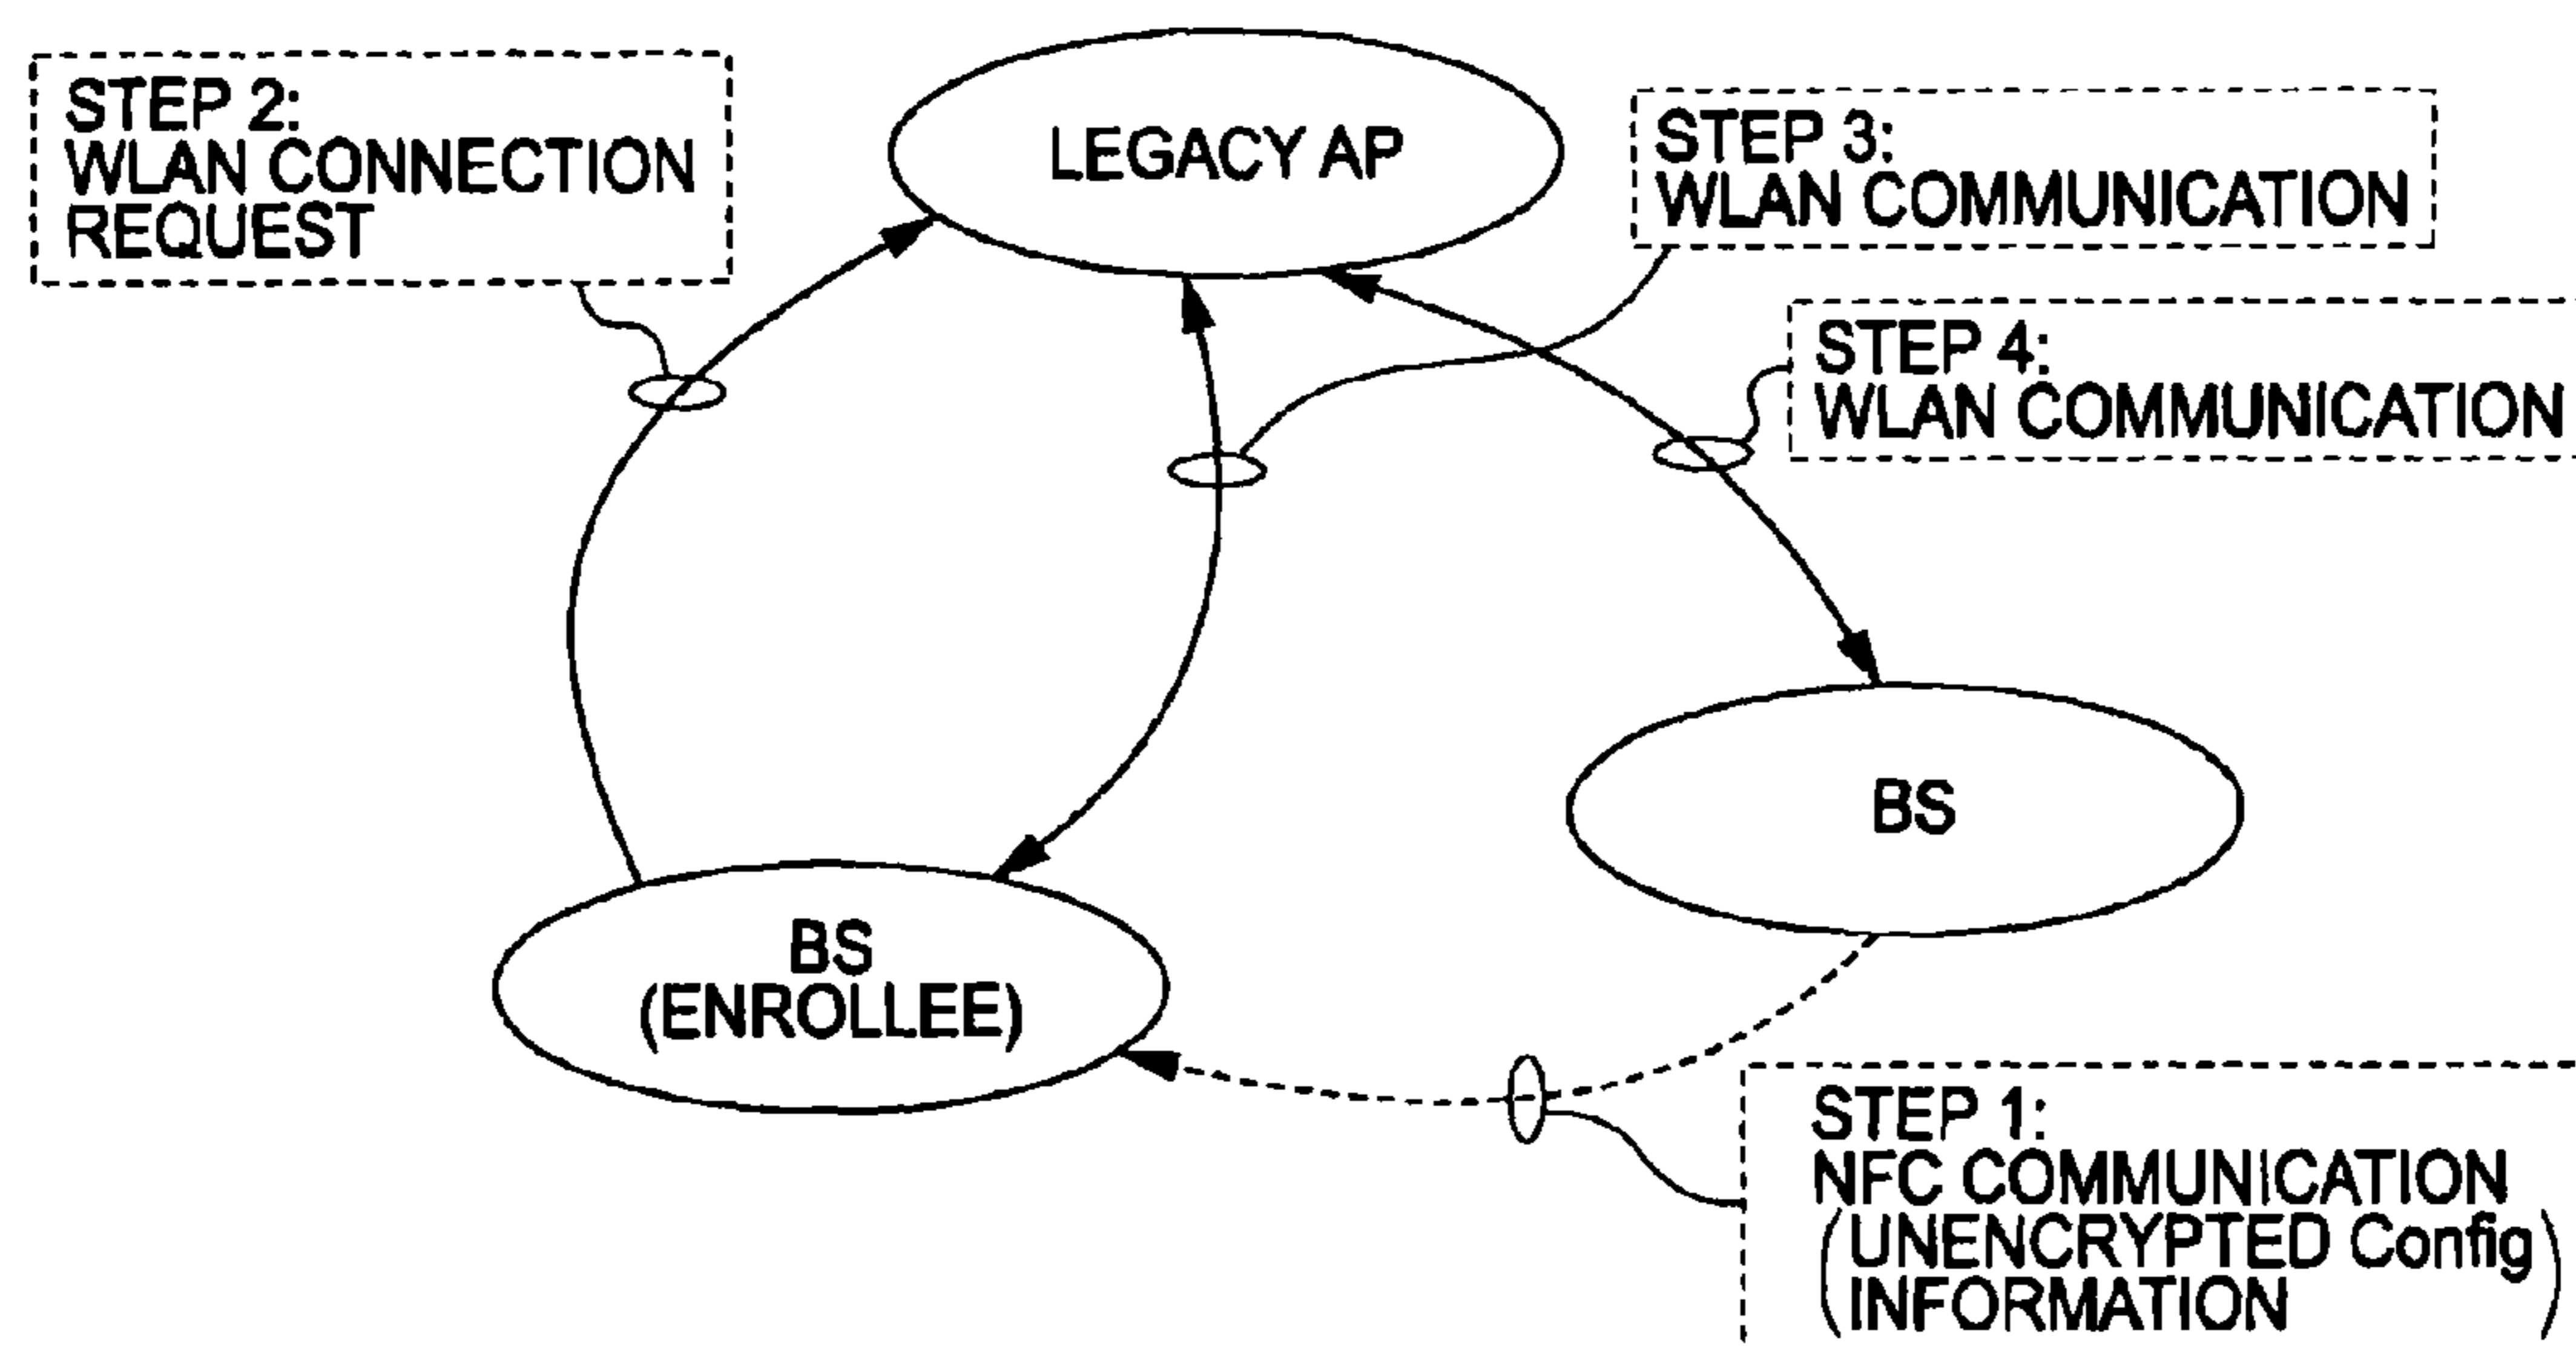 STEP 2:
WLAN CONNECTION
REQUEST
LEGACY AP
STEP 3:
WLAN COMMUNICATION
STEP 4:
WLAN COMMUNICATION
BS
BS
(ENROLLEE)
STEP 1:
NFC COMMUNICATION
(UNENCRYPTED Config
INFORMATION)